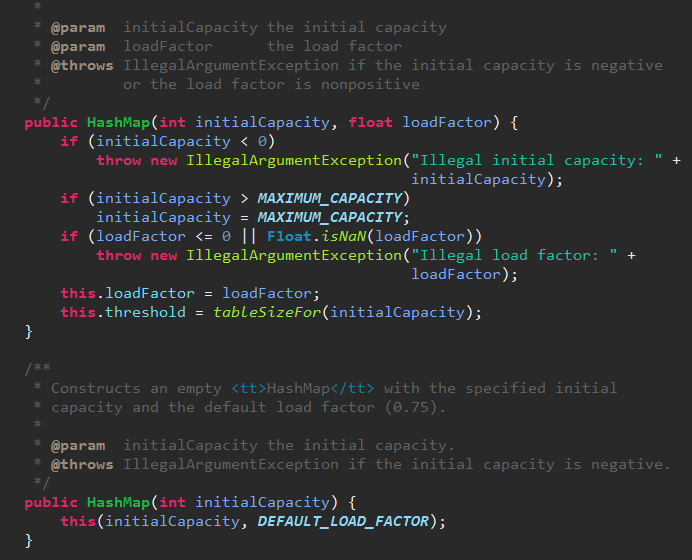 *
     * @param  initialCapacity the initial capacity
     * @param  loadFactor      the load factor
     * @throws IllegalArgumentException if the initial capacity is negative
     *         or the load factor is nonpositive
     */
    public HashMap(int initialCapacity, float loadFactor) {
        if (initialCapacity < 0)
            throw new IllegalArgumentException("Illegal initial capacity: " +
                                               initialCapacity);
        if (initialCapacity > MAXIMUM_CAPACITY)
            initialCapacity = MAXIMUM_CAPACITY;
        if (loadFactor <= 0 || Float.isNaN(loadFactor))
            throw new IllegalArgumentException("Illegal load factor: " +
                                               loadFactor);
        this.loadFactor = loadFactor;
        this.threshold = tableSizeFor(initialCapacity);
    }

    /**
     * Constructs an empty <tt>HashMap</tt> with the specified initial
     * capacity and the default load factor (0.75).
     *
     * @param  initialCapacity the initial capacity.
     * @throws IllegalArgumentException if the initial capacity is negative.
     */
    public HashMap(int initialCapacity) {
        this(initialCapacity, DEFAULT_LOAD_FACTOR);
    }